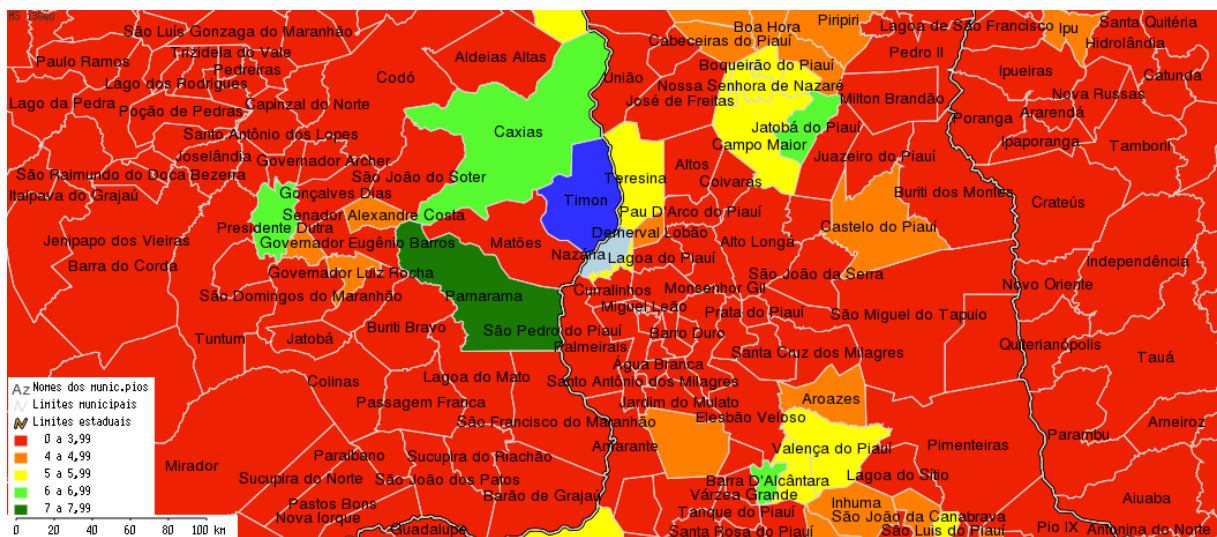 MS i3Geo
São Luís Gonzaga do Maranhão
Trizidela do Vale
Paulo Ramos
Pedreiras
Lago dos Rodrigues
Lago da Pedra
Poção de Pedras
Capinzal do Norte
Santo Antônio dos Lopes
Joselândia
Governador Archer
São Raimundo do Doca Bezerra
Itaipava do Grajaú
Gonçalves Dias
São João do Soter
Senador Alexandre Costa
Presidente Dutra
Governador Eugênio Barros
Jenipapo dos Vieiras
Barra do Corda
Governador Luiz Rocha
São Domingos do Maranhão
Tuntum
Jatobá
Buriti Bravo
Colinas
Lagoa do Mato
Passagem Franca
São Francisco do Maranhão
Mirador
Paraibano
Sucupira do Riachão
Sucupira do Norte
São João dos Patos
Pastos Bons
Barão de Grajaú
Nova Iorque
Guadalupe
Aldeias Altas
Codó
Caxias
Timon
Matões
Parnarama
São Pedro do Piauí
Palmeirais
Boa Hora
Piripiri
Cabeceiras do Piauí
Lagoa de São Francisco
Ipu
Santa Quitéria
Hidrolândia
Pedro II
União
Boqueirão do Piauí
Nossa Senhora de Nazaré
José de Freitas
Milton Brandão
Ipueiras
Catunda
Nova Russas
Jatobá do Piauí
Campo Maior
Poranga
Ararendá
Ipaporanga
Tamboril
Juazeiro do Piauí
Altos
Teresina
Coivaras
Buriti dos Montes
Crateús
Pau D'Arco do Piauí
Demerval Lobão
Alto Longá
Castelo do Piauí
Nazária
Lagoa do Piauí
São João da Serra
Independência
Novo Oriente
Curralinhos
Monsenhor Gil
Miguel Leão
Prata do Piauí
São Miguel do Tapuio
Barro Duro
Quiterianópolis
Santa Cruz dos Milagres
Tauá
Água Branca
Santo Antônio dos Milagres
Jardim do Mulato
Aroazes
Elesbão Veloso
Arneiroz
Parambu
Amarante
Valença do Piauí
Pimenteiras
Barra D'Alcântara
Lagoa do Sítio
Várzea Grande
Aiuaba
Inhuma
Tanque do Piauí
São João da Canabrava
Santa Rosa do Piauí
São Luis do Piauí
Pio IX
Antonina do Norte
Az Nomes dos munic.pios
Limites municipais
Limites estaduais
0 a 3,99
4 a 4,99
5 a 5,99
6 a 6,99
7 a 7,99
0 20 40 60 80 100 km